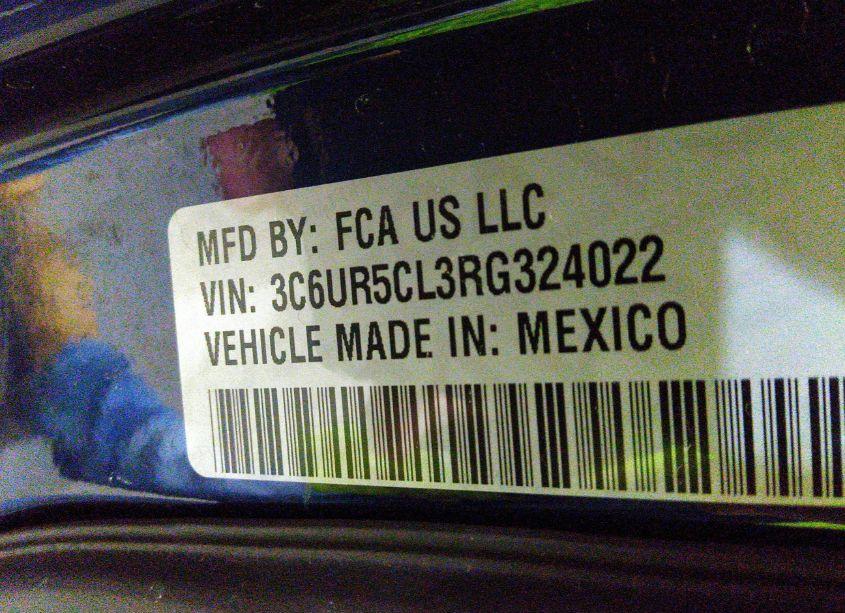 MFD BY: FCA US LLC
VIN: 3C6UR5CL3RG324022
VEHICLE MADE IN: MEXICO